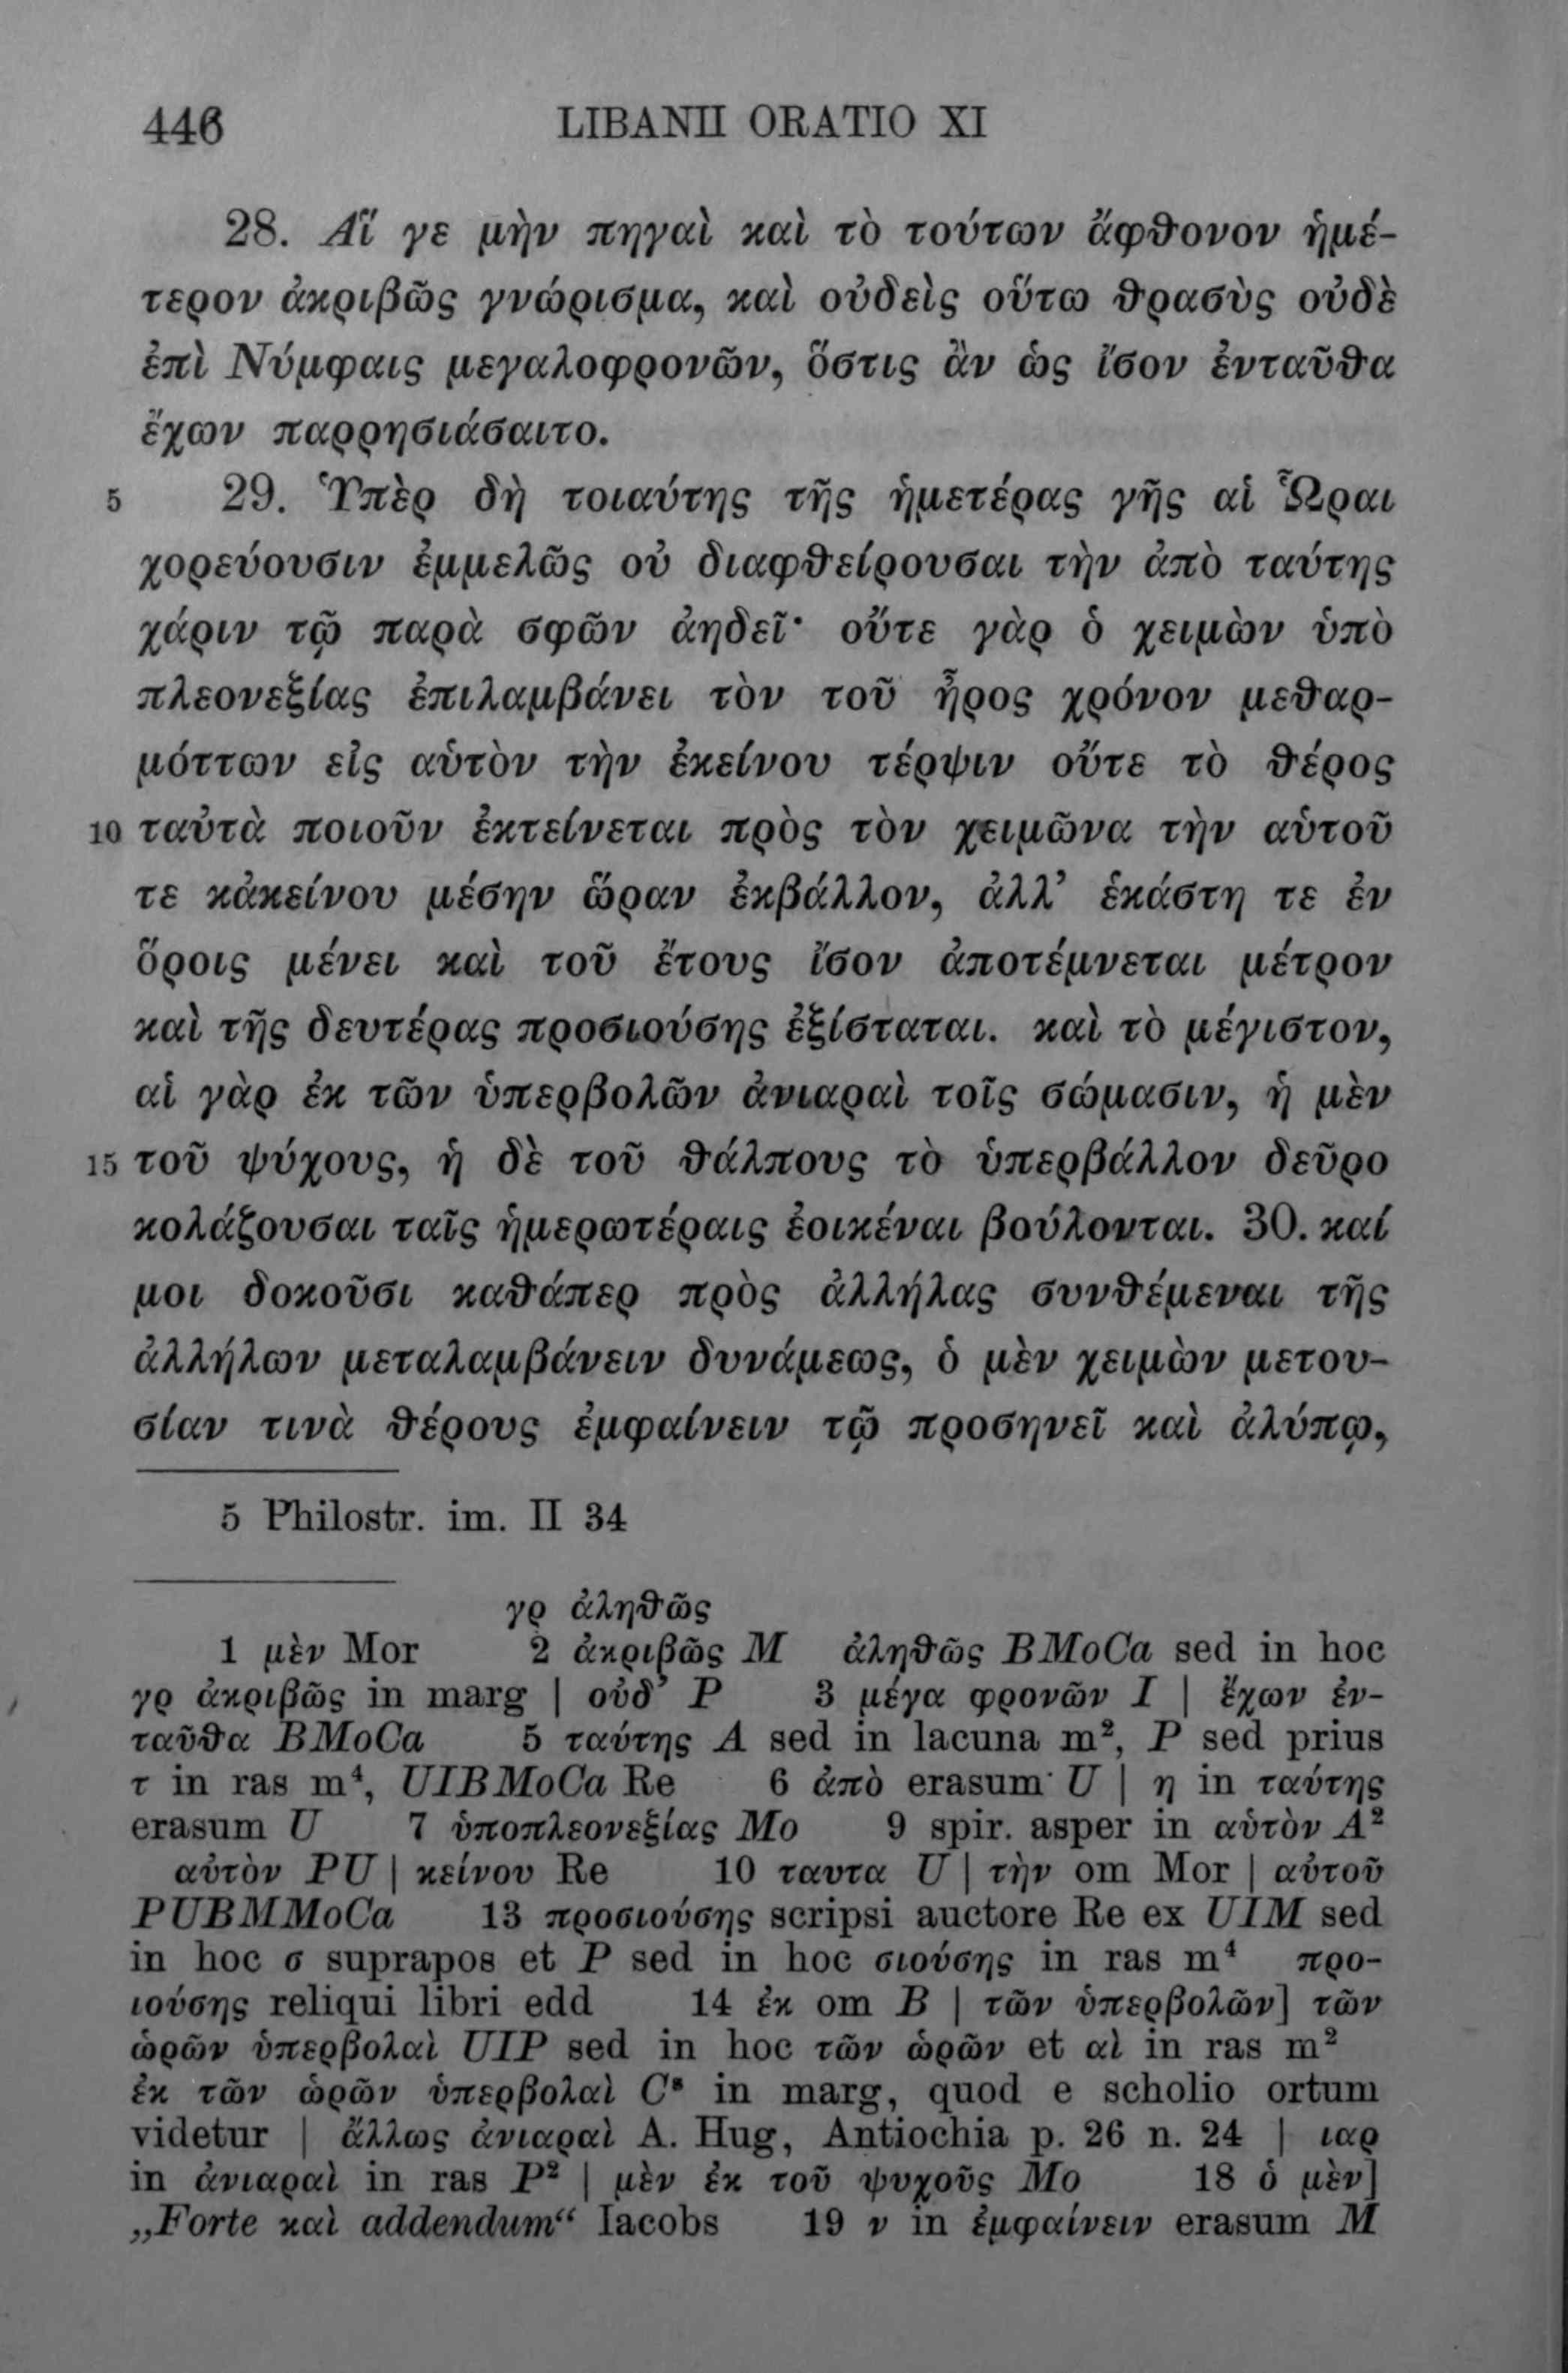 446 LIBANII ORATIO XI
28. Αἵ γε μὴν πηγαὶ καὶ τὸ τούτων ἄφθονον ἡμέ-
τερον ἀκριβῶς γνώρισμα, καὶ οὐδεὶς οὕτω θρασὺς οὐδὲ
ἐπὶ Νύμφαις μεγαλοφρονῶν, ὅστις ἂν ὡς ἴσον ἐνταῦθα
ἔχων παρρησιάσαιτο.
5 29. Ὑπὲρ δὴ τοιαύτης τῆς ἡμετέρας γῆς αἱ Ὧραι
χορεύουσιν ἐμμελῶς οὐ διαφθείρουσαι τὴν ἀπὸ ταύτης
χάριν τῷ παρὰ σφῶν ἀηδεῖ· οὔτε γὰρ ὁ χειμὼν ὑπὸ
πλεονεξίας ἐπιλαμβάνει τὸν τοῦ ἦρος χρόνον μεθαρ-
μόττων εἰς αὑτὸν τὴν ἐκείνου τέρψιν οὔτε τὸ θέρος
10 ταὐτὰ ποιοῦν ἐκτείνεται πρὸς τὸν χειμῶνα τὴν αὑτοῦ
τε κἀκείνου μέσην ὥραν ἐκβάλλον, ἀλλ’ ἑκάστη τε ἐν
ὅροις μένει καὶ τοῦ ἔτους ἴσον ἀποτέμνεται μέτρον
καὶ τῆς δευτέρας προσιούσης ἐξίσταται. καὶ τὸ μέγιστον,
αἱ γὰρ ἐκ τῶν ὑπερβολῶν ἀνιαραὶ τοῖς σώμασιν, ἡ μὲν
15 τοῦ ψύχους, ἡ δὲ τοῦ θάλπους τὸ ὑπερβάλλον δεῦρο
κολάζουσαι ταῖς ἡμερωτέραις ἐοικέναι βούλονται. 30. καί
μοι δοκοῦσι καθάπερ πρὸς ἀλλήλας συνθέμεναι τῆς
ἀλλήλων μεταλαμβάνειν δυνάμεως, ὁ μὲν χειμὼν μετου-
σίαν τινὰ θέρους ἐμφαίνειν τῷ προσηνεῖ καὶ ἀλύπῳ,
5 Philostr. im. II 34
γρ ἀληθῶς
1 μὲν Mor 2 ἀκριβῶς M ἀληθῶς BMoCa sed in hoc
γρ ἀκριβῶς in marg | οὐδ’ P 3 μέγα φρονῶν I | ἔχων ἐν-
ταῦθα BMoCa 5 ταύτης A sed in lacuna m², P sed prius
τ in ras m⁴, UIBMoCa Re 6 ἀπὸ erasum U | η in ταύτης
erasum U 7 ὑποπλεονεξίας Mo 9 spir. asper in αὑτὸν A²
αὐτὸν PU | κείνου Re 10 ταυτα U | τὴν om Mor | αὐτοῦ
PUBMMoCa 13 προσιούσης scripsi auctore Re ex UIM sed
in hoc σ suprapos et P sed in hoc σιούσης in ras m⁴ προ-
ιούσης reliqui libri edd 14 ἐκ om B | τῶν ὑπερβολῶν] τῶν
ὡρῶν ὑπερβολαὶ UIP sed in hoc τῶν ὡρῶν et αὶ in ras m²
ἐκ τῶν ὡρῶν ὑπερβολαὶ C⁸ in marg, quod e scholio ortum
videtur | ἄλλως ἀνιαραὶ A. Hug, Antiochia p. 26 n. 24 | ιαρ
in ἀνιαραὶ in ras P² | μὲν ἐκ τοῦ ψυχοῦς Mo 18 ὁ μὲν]
„Forte καὶ addendum“ Iacobs 19 ν in ἐμφαίνειν erasum M